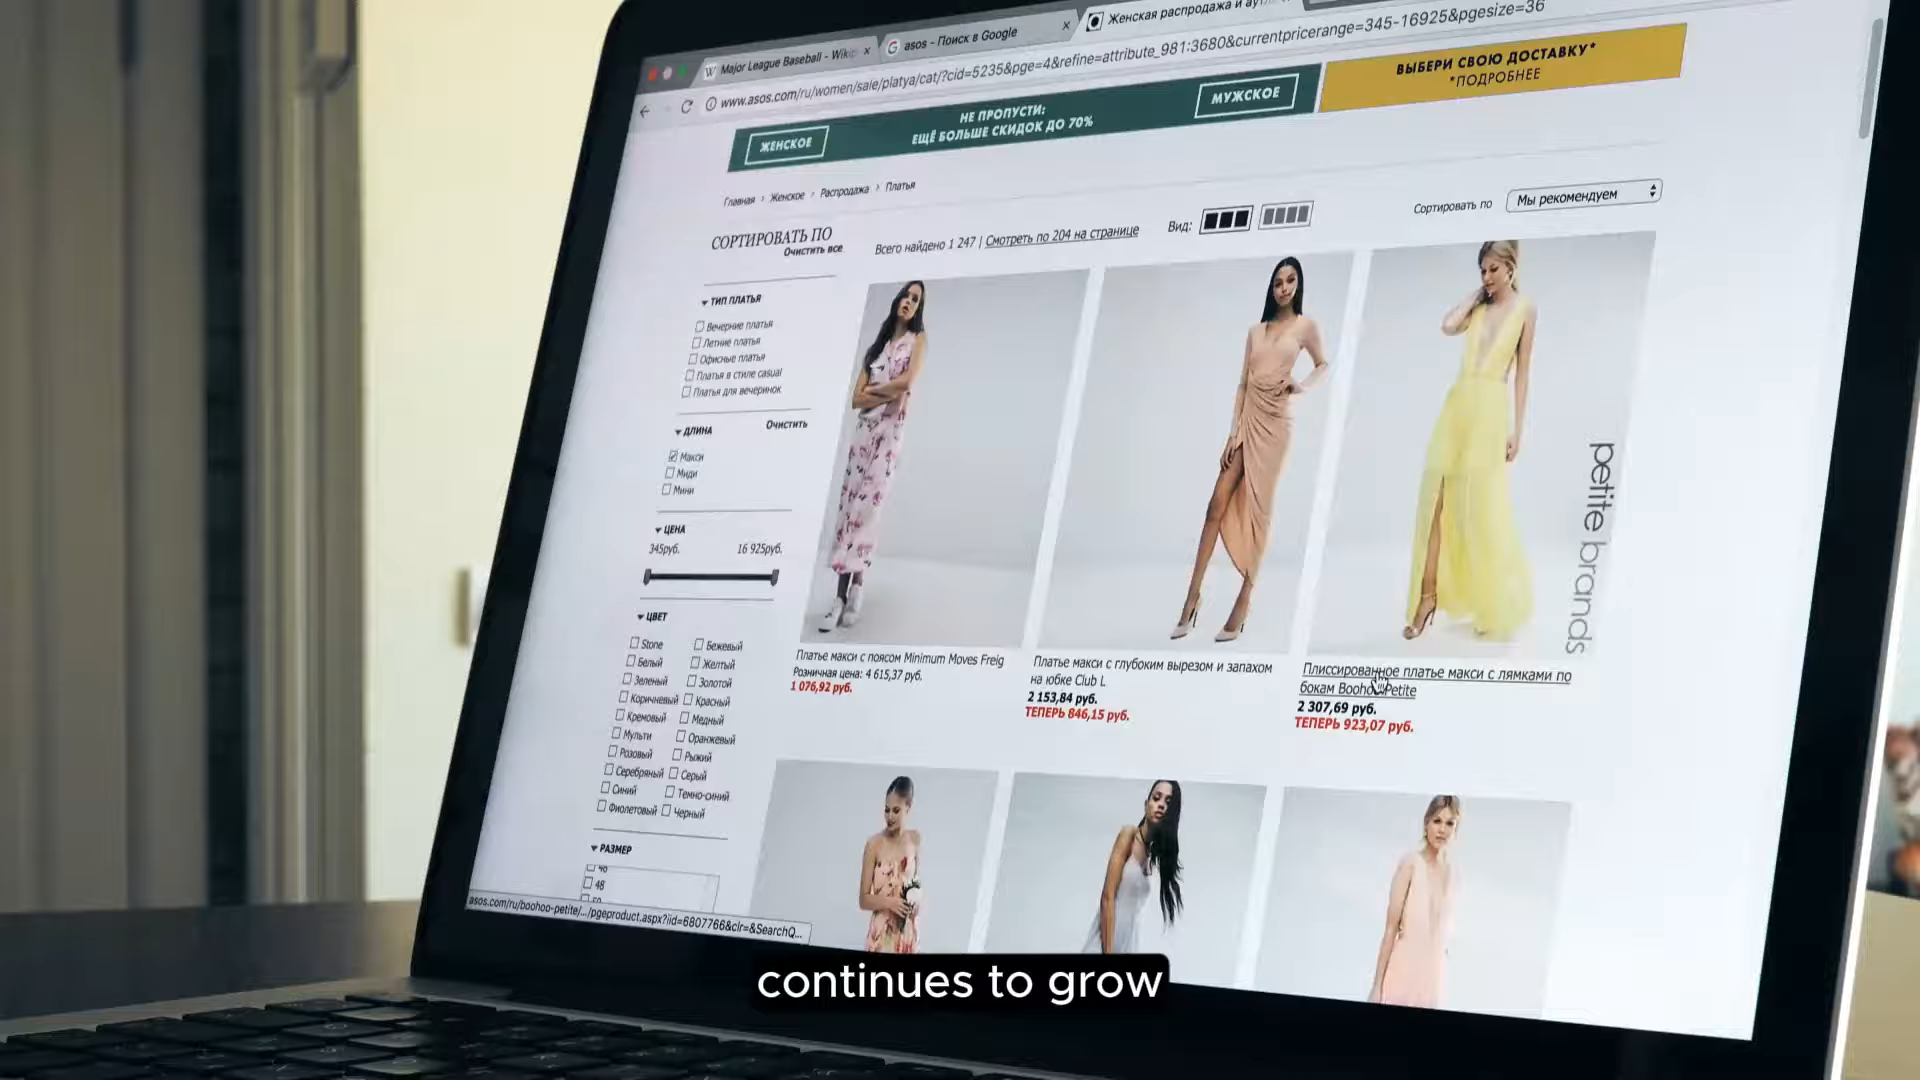 Major League Baseball - Wiki
asos - Поиск в Google
Женская распродажа и аут
www.asos.com/ru/women/sale/platya/cat/?cid=5235&pge=4&refine=attribute_981:3680&currentpricerange=345-16925&pgesize=36
ЖЕНСКОЕ
НЕ ПРОПУСТИ:
ЕЩЁ БОЛЬШЕ СКИДОК ДО 70%
МУЖСКОЕ
ВЫБЕРИ СВОЮ ДОСТАВКУ*
*ПОДРОБНЕЕ
Главная › Женское › Распродажа › Платья
СОРТИРОВАТЬ ПО
Очистить все
Всего найдено 1 247 | Смотреть по 204 на странице
Вид:
Сортировать по
Мы рекомендуем
ТИП ПЛАТЬЯ
Вечерние платья
Летние платья
Офисные платья
Платья в стиле casual
Платья для вечеринок
ДЛИНА
Очистить
Макси
Миди
Мини
ЦЕНА
345руб. 16 925руб.
ЦВЕТ
Stone Бежевый
Белый Желтый
Зеленый Золотой
Коричневый Красный
Кремовый Медный
Мульти Оранжевый
Розовый Рыжий
Серебряный Серый
Синий Темно-синий
Фиолетовый Черный
РАЗМЕР
48
Платье макси с поясом Minimum Moves Freig
Розничная цена: 4 615,37 руб.
1 076,92 руб.
Платье макси с глубоким вырезом и запахом
на юбке Club L
2 153,84 руб.
ТЕПЕРЬ 846,15 руб.
petite brands
Плиссированное платье макси с лямками по
бокам Boohoo Petite
2 307,69 руб.
ТЕПЕРЬ 923,07 руб.
asos.com/ru/boohoo-petite/.../pgeproduct.aspx?iid=6807766&clr=&SearchQ...
continues to grow